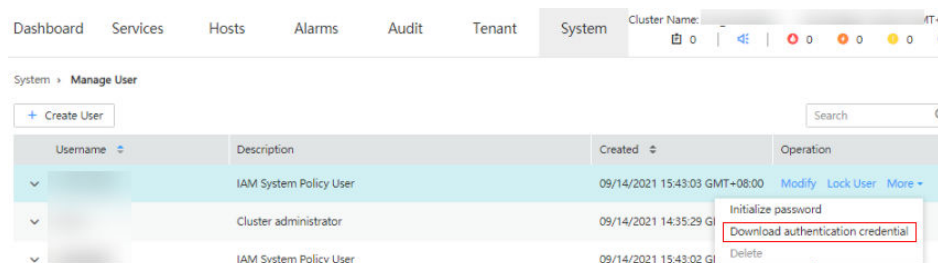 Dashboard Services Hosts Alarms Audit Tenant System Cluster Name:
0 0 0 0
System > Manage User
+ Create User Search
Username Description Created Operation
IAM System Policy User 09/14/2021 15:43:03 GMT+08:00 Modify Lock User More
Initialize password
Cluster administrator 09/14/2021 14:35:29
Download authentication credential
IAM System Policy User 09/14/2021 15:43:02
Delete